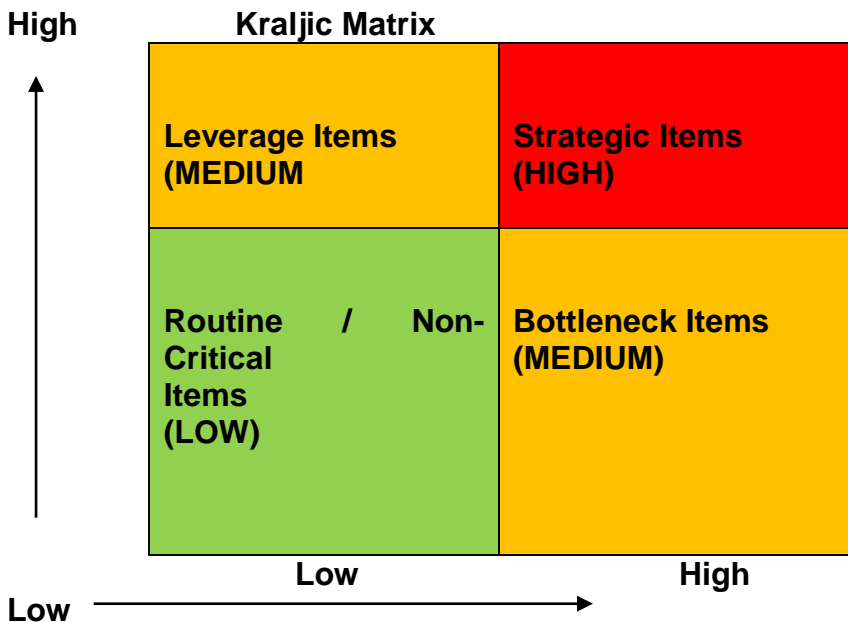 High Kraljic Matrix
Leverage Items
(MEDIUM
Strategic Items
(HIGH)
Routine / Non-
Critical
Items
(LOW)
Bottleneck Items
(MEDIUM)
Low High
Low